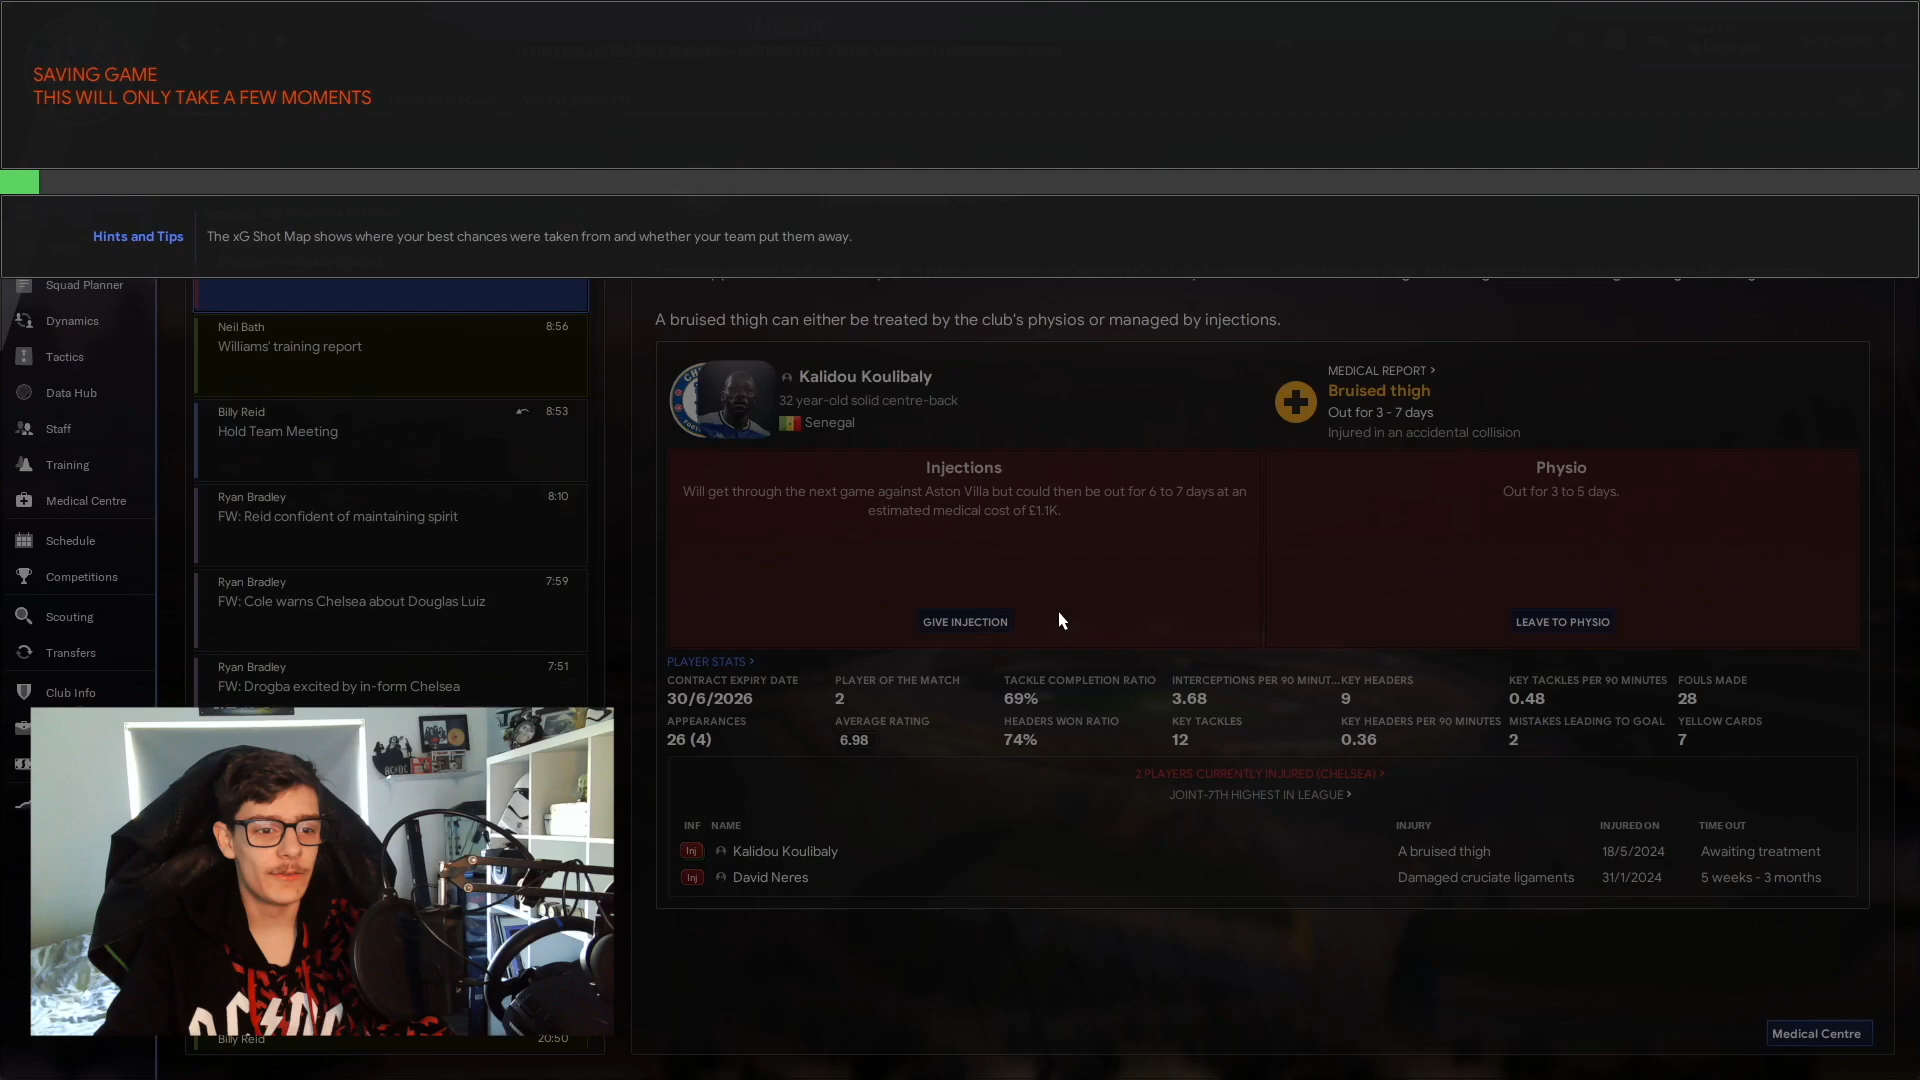 SAVING GAME
THIS WILL ONLY TAKE A FEW MOMENTS
Hints and Tips
The xG Shot Map shows where your best chances were taken from and whether your team put them away.
Squad Planner
Dynamics
Tactics
Data Hub
Staff
Training
Medical Centre
Schedule
Competitions
Scouting
Transfers
Club Info
Neil Bath 8:56
Williams' training report
Billy Reid 8:53
Hold Team Meeting
Ryan Bradley 8:10
FW: Reid confident of maintaining spirit
Ryan Bradley 7:59
FW: Cole warns Chelsea about Douglas Luiz
Ryan Bradley 7:51
FW: Drogba excited by in-form Chelsea
Billy Reid 20:50
A bruised thigh can either be treated by the club's physios or managed by injections.
Kalidou Koulibaly
32 year-old solid centre-back
Senegal
MEDICAL REPORT >
Bruised thigh
Out for 3 - 7 days
Injured in an accidental collision
Injections
Will get through the next game against Aston Villa but could then be out for 6 to 7 days at an
estimated medical cost of £1.1K.
GIVE INJECTION
Physio
Out for 3 to 5 days.
LEAVE TO PHYSIO
PLAYER STATS >
CONTRACT EXPIRY DATE PLAYER OF THE MATCH TACKLE COMPLETION RATIO INTERCEPTIONS PER 90 MINUT... KEY HEADERS KEY TACKLES PER 90 MINUTES FOULS MADE
30/6/2026 2 69% 3.68 9 0.48 28
APPEARANCES AVERAGE RATING HEADERS WON RATIO KEY TACKLES KEY HEADERS PER 90 MINUTES MISTAKES LEADING TO GOAL YELLOW CARDS
26 (4) 6.98 74% 12 0.36 2 7
2 PLAYERS CURRENTLY INJURED (CHELSEA) >
JOINT-7TH HIGHEST IN LEAGUE >
INF NAME INJURY INJURED ON TIME OUT
Inj Kalidou Koulibaly A bruised thigh 18/5/2024 Awaiting treatment
Inj David Neres Damaged cruciate ligaments 31/1/2024 5 weeks - 3 months
Medical Centre
AC/DC
AC/DC